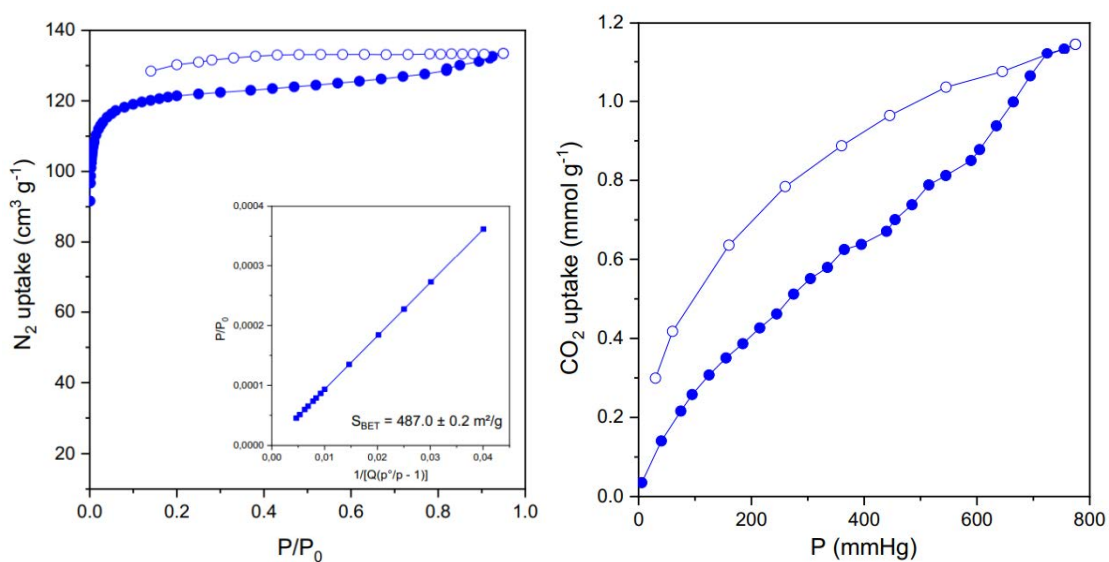 140
120
100
80
60
40
20
N₂ uptake (cm³ g⁻¹)
0.0 0.2 0.4 0.6 0.8 1.0
P/P₀
0,0004
0,0003
0,0002
0,0001
0,0000
P/P₀
S_BET = 487.0 ± 0.2 m²/g
0,00 0,01 0,02 0,03 0,04
1/[Q(p°/p - 1)]
1.2
1.0
0.8
0.6
0.4
0.2
0.0
CO₂ uptake (mmol g⁻¹)
0 200 400 600 800
P (mmHg)